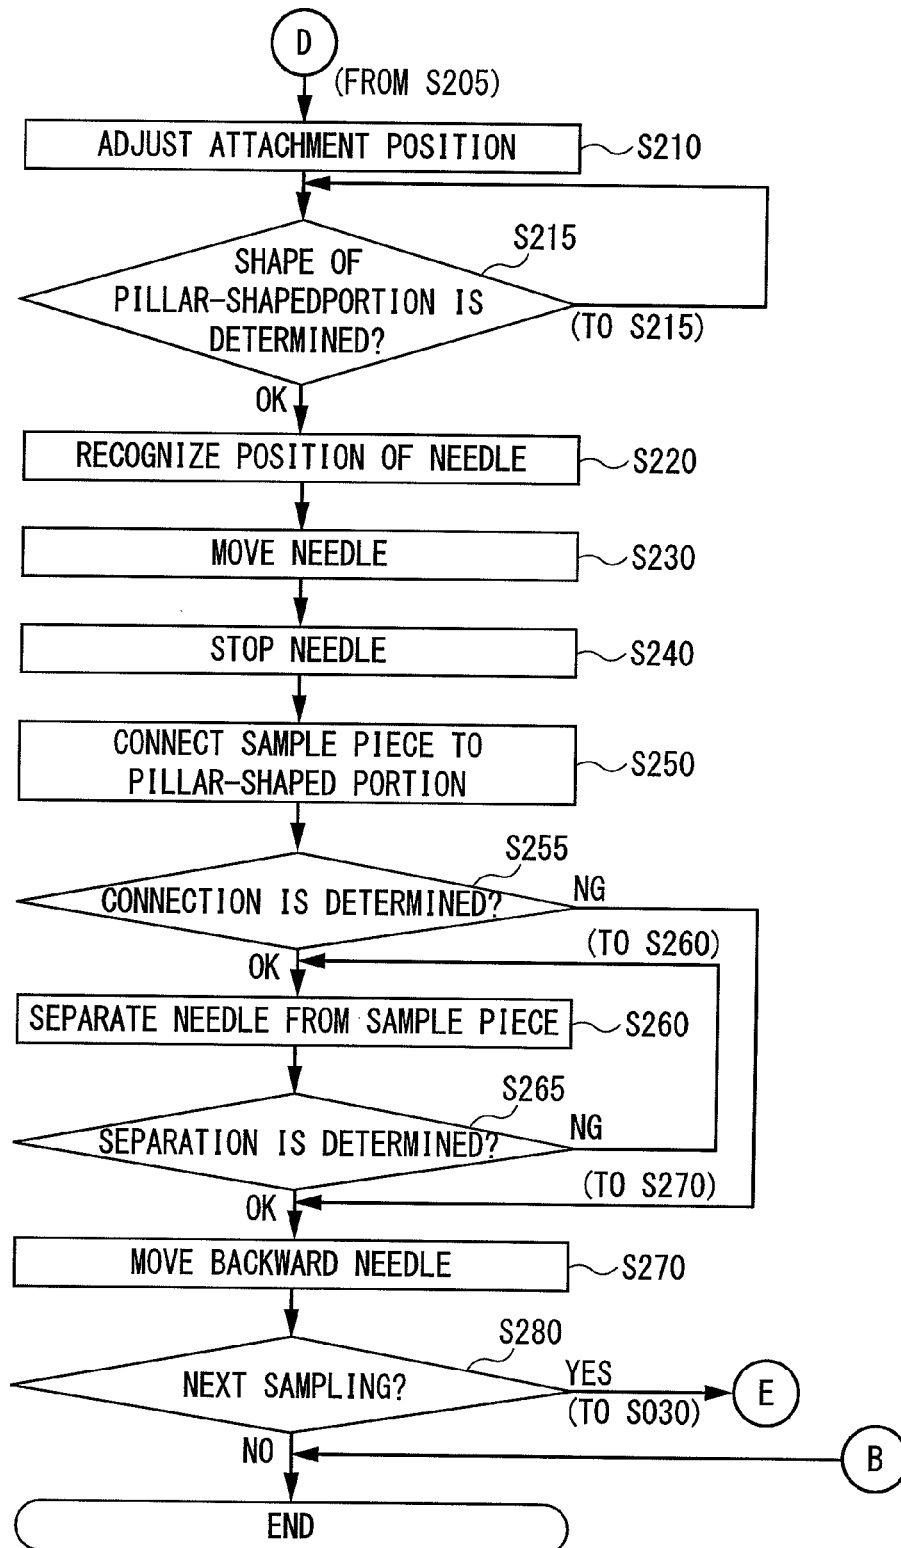 D
(FROM S205)
ADJUST ATTACHMENT POSITION
S210
S215
SHAPE OF
PILLAR-SHAPEDPORTION IS
DETERMINED?
(TO S215)
OK
RECOGNIZE POSITION OF NEEDLE
S220
MOVE NEEDLE
S230
STOP NEEDLE
S240
CONNECT SAMPLE PIECE TO
PILLAR-SHAPED PORTION
S250
S255
CONNECTION IS DETERMINED?
NG
(TO S260)
OK
SEPARATE NEEDLE FROM SAMPLE PIECE
S260
S265
SEPARATION IS DETERMINED?
NG
(TO S270)
OK
MOVE BACKWARD NEEDLE
S270
S280
NEXT SAMPLING?
YES
(TO S030)
E
NO
B
END